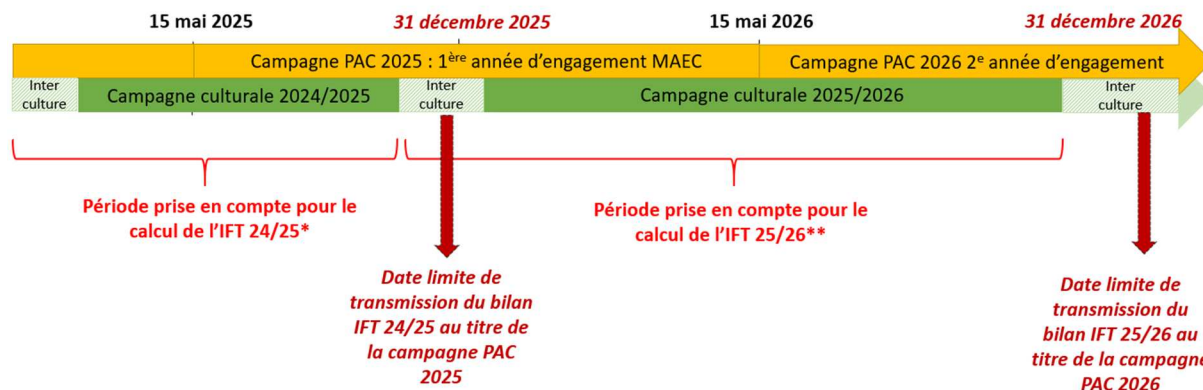 15 mai 2025
31 décembre 2025
15 mai 2026
31 décembre 2026
Campagne PAC 2025 : 1ère année d'engagement MAEC
Campagne PAC 2026 2e année d'engagement
Inter
culture
Campagne culturale 2024/2025
Inter
culture
Campagne culturale 2025/2026
Inter
culture
Période prise en compte pour le
calcul de l'IFT 24/25*
Période prise en compte pour le
calcul de l'IFT 25/26**
Date limite de
transmission du bilan
IFT 24/25 au titre de
la campagne PAC
2025
Date limite de
transmission du
bilan IFT 25/26 au
titre de la campagne
PAC 2026